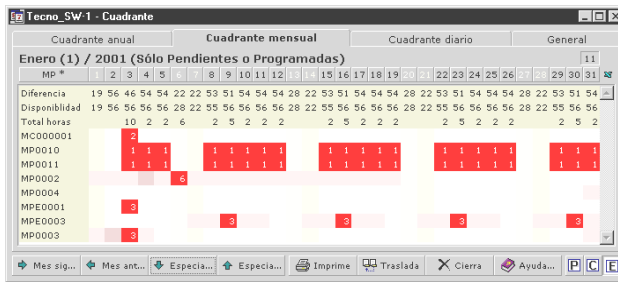 Tecno_SW-1 - Cuadrante
Cuadrante anual Cuadrante mensual Cuadrante diario General
Enero (1) / 2001 (Sólo Pendientes o Programadas) 11
MP * 1 2 3 4 5 6 7 8 9 10 11 12 13 14 15 16 17 18 19 20 21 22 23 24 25 26 27 28 29 30 31
Diferencia 19 56 46 54 54 22 22 53 51 54 54 54 28 22 53 51 54 54 54 28 22 53 51 54 54 54 28 22 53 51 54
Disponiblidad 19 56 56 56 56 28 22 55 56 56 56 56 28 22 55 56 56 56 56 28 22 55 56 56 56 56 28 22 55 56 56
Total horas 10 2 2 6 2 5 2 2 2 2 5 2 2 2 2 5 2 2 2 2 5 2
MC000001 2
MP0010 1 1 1 1 1 1 1 1 1 1 1 1 1 1 1 1 1 1 1 1 1
MP0011 1 1 1 1 1 1 1 1 1 1 1 1 1 1 1 1 1 1 1 1 1
MP0002 6
MP0004
MPE0001 3
MPE0003 3 3 3 3
MP0003 3
Mes sig... Mes ant... Especia... Especia... Imprime Traslada Cierra Ayuda... P C E